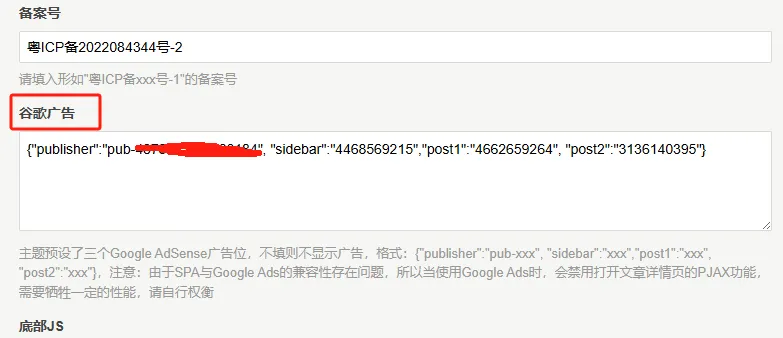 备案号
粤ICP备2022084344号-2
请填入形如"粤ICP备xxx号-1"的备案号
谷歌广告
{"publisher":"pub-", "sidebar":"4468569215","post1":"4662659264", "post2":"3136140395"}
主题预设了三个Google AdSense广告位，不填则不显示广告，格式：{"publisher":"pub-xxx", "sidebar":"xxx","post1":"xxx",
"post2":"xxx"}，注意：由于SPA与Google Ads的兼容性存在问题，所以当使用Google Ads时，会禁用打开文章详情页的PJAX功能，
需要牺牲一定的性能，请自行权衡
底部JS